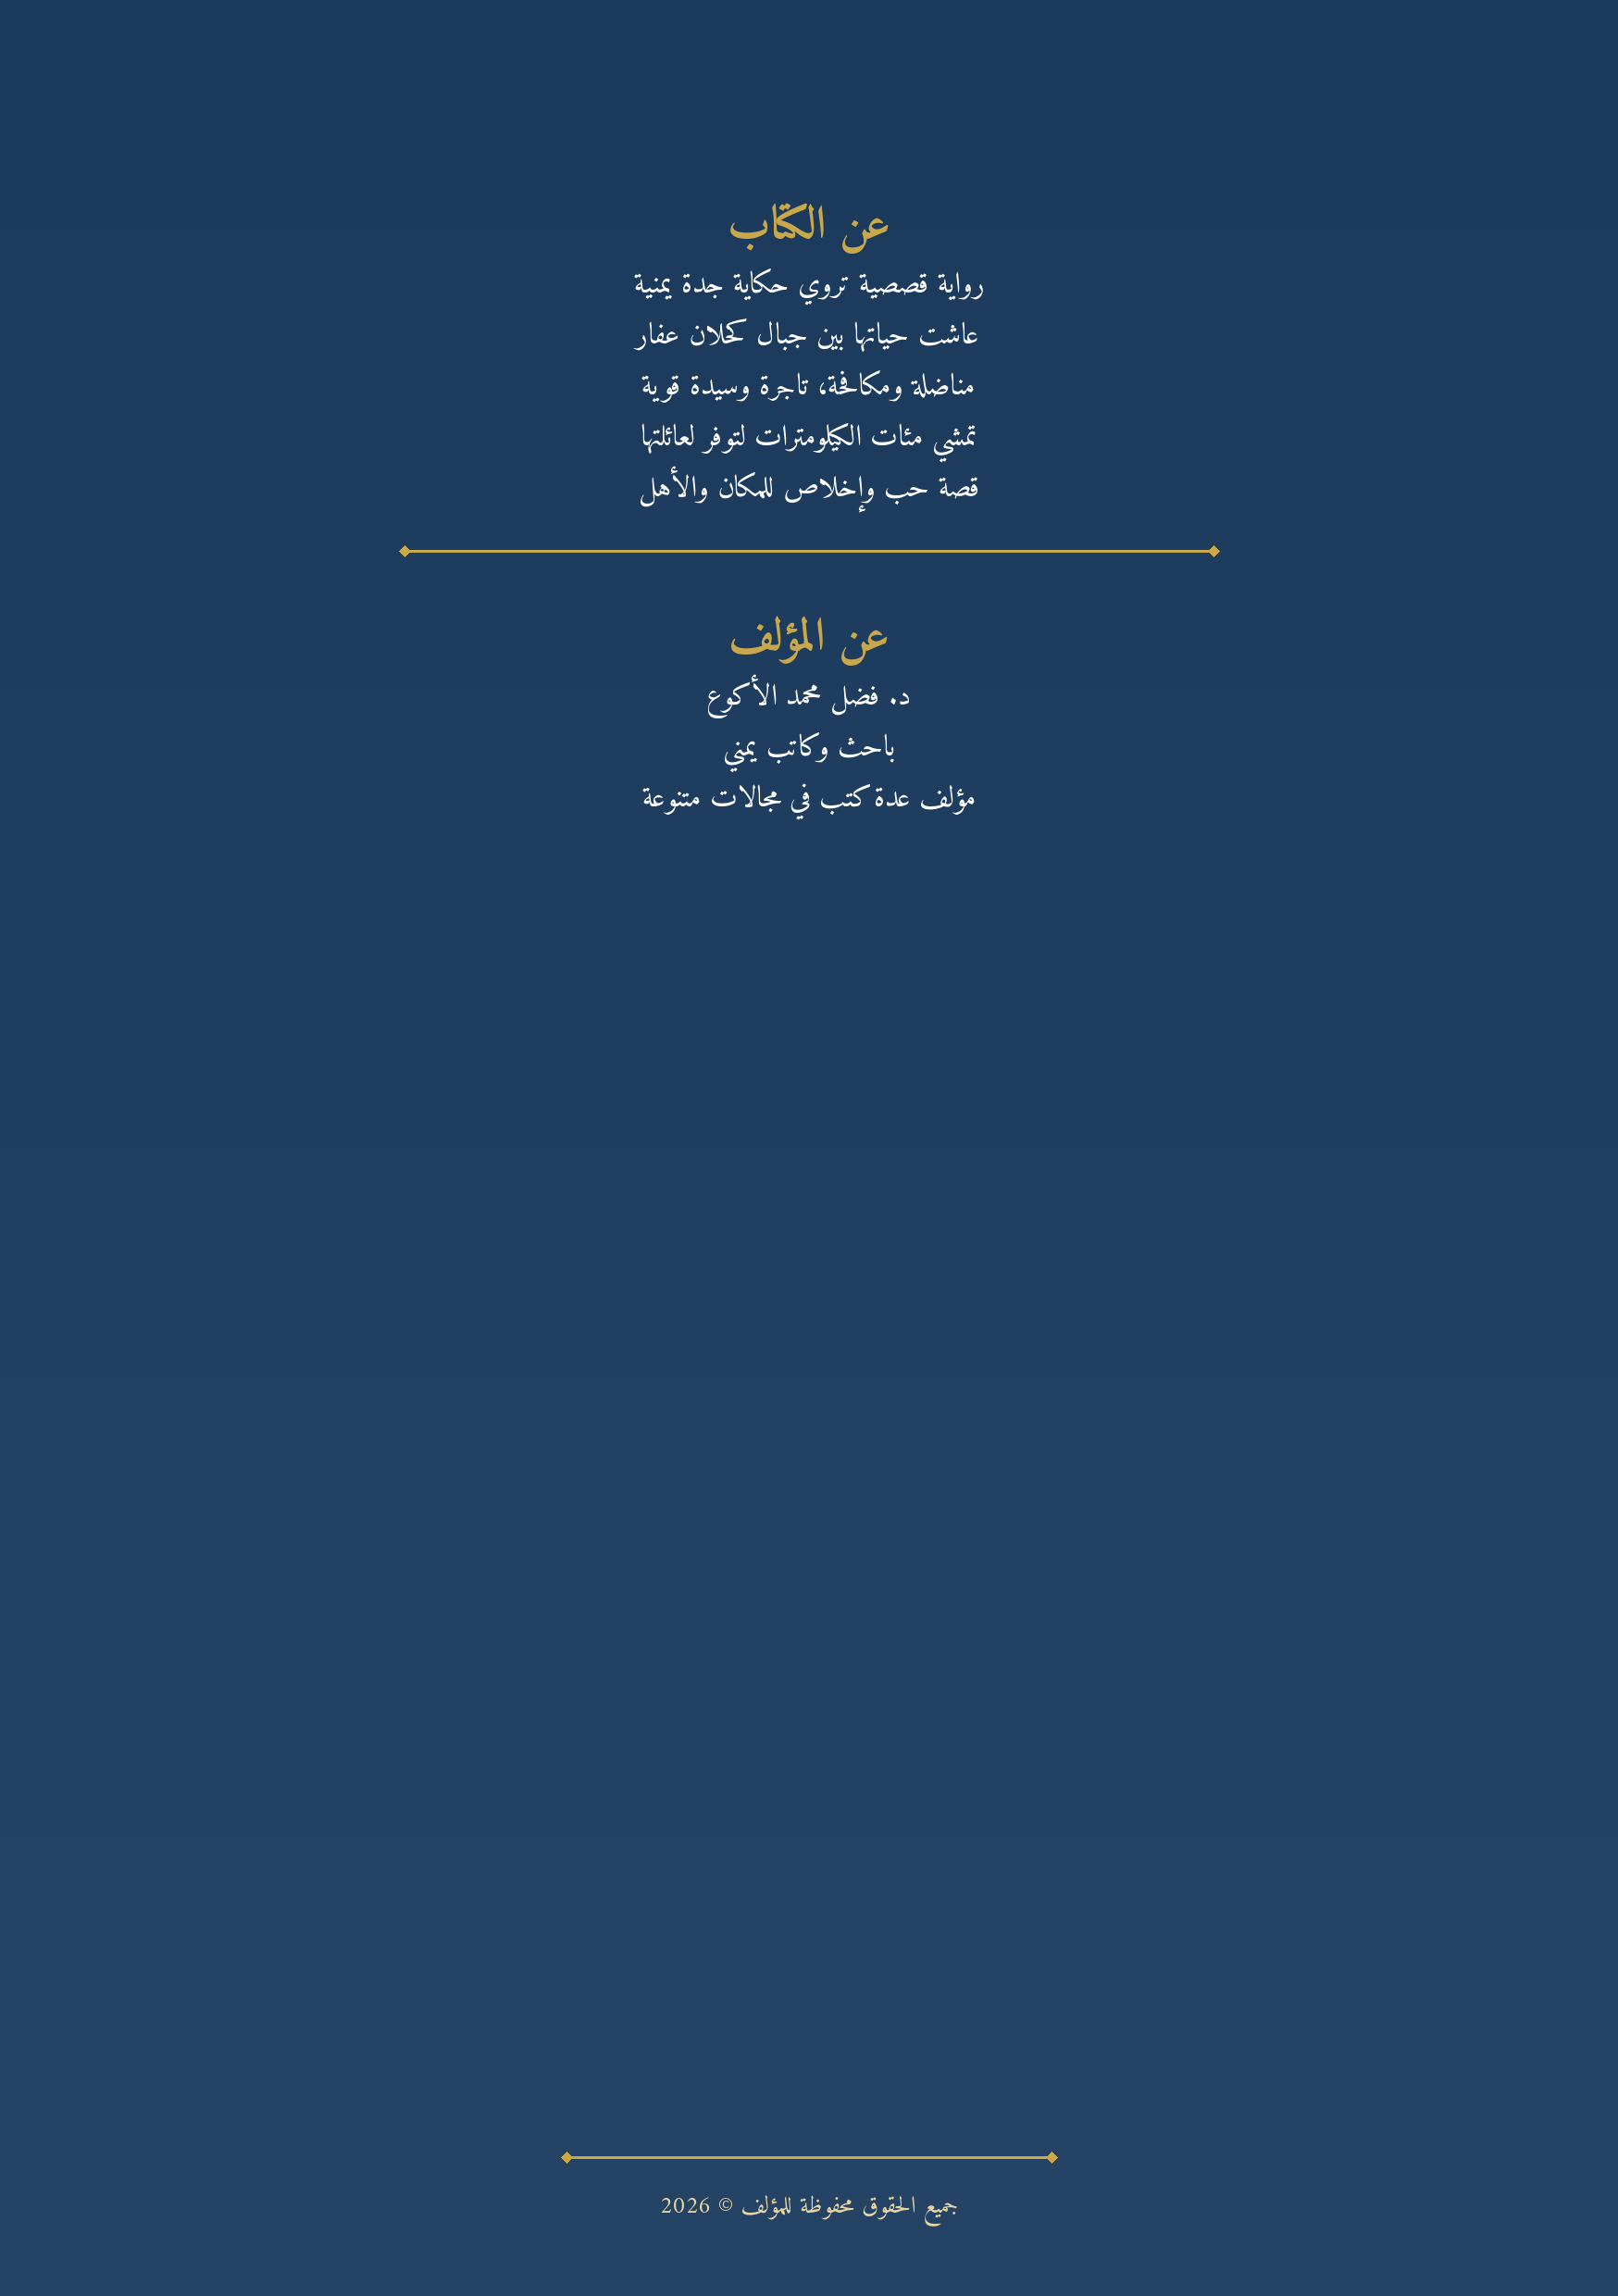 عن الكتاب
رواية قصصية تروي حكاية جدة يمنية
عاشت حياتها بين جبال كحلان عفار
مناضلة ومكافحة، تاجرة وسيدة قوية
تمشي مئات الكيلومترات لتوفر لعائلتها
قصة حب وإخلاص للمكان والأهل
عن المؤلف
د. فضل محمد الأكوع
باحث وكاتب يمني
مؤلف عدة كتب في مجالات متنوعة
جميع الحقوق محفوظة للمؤلف © 2026